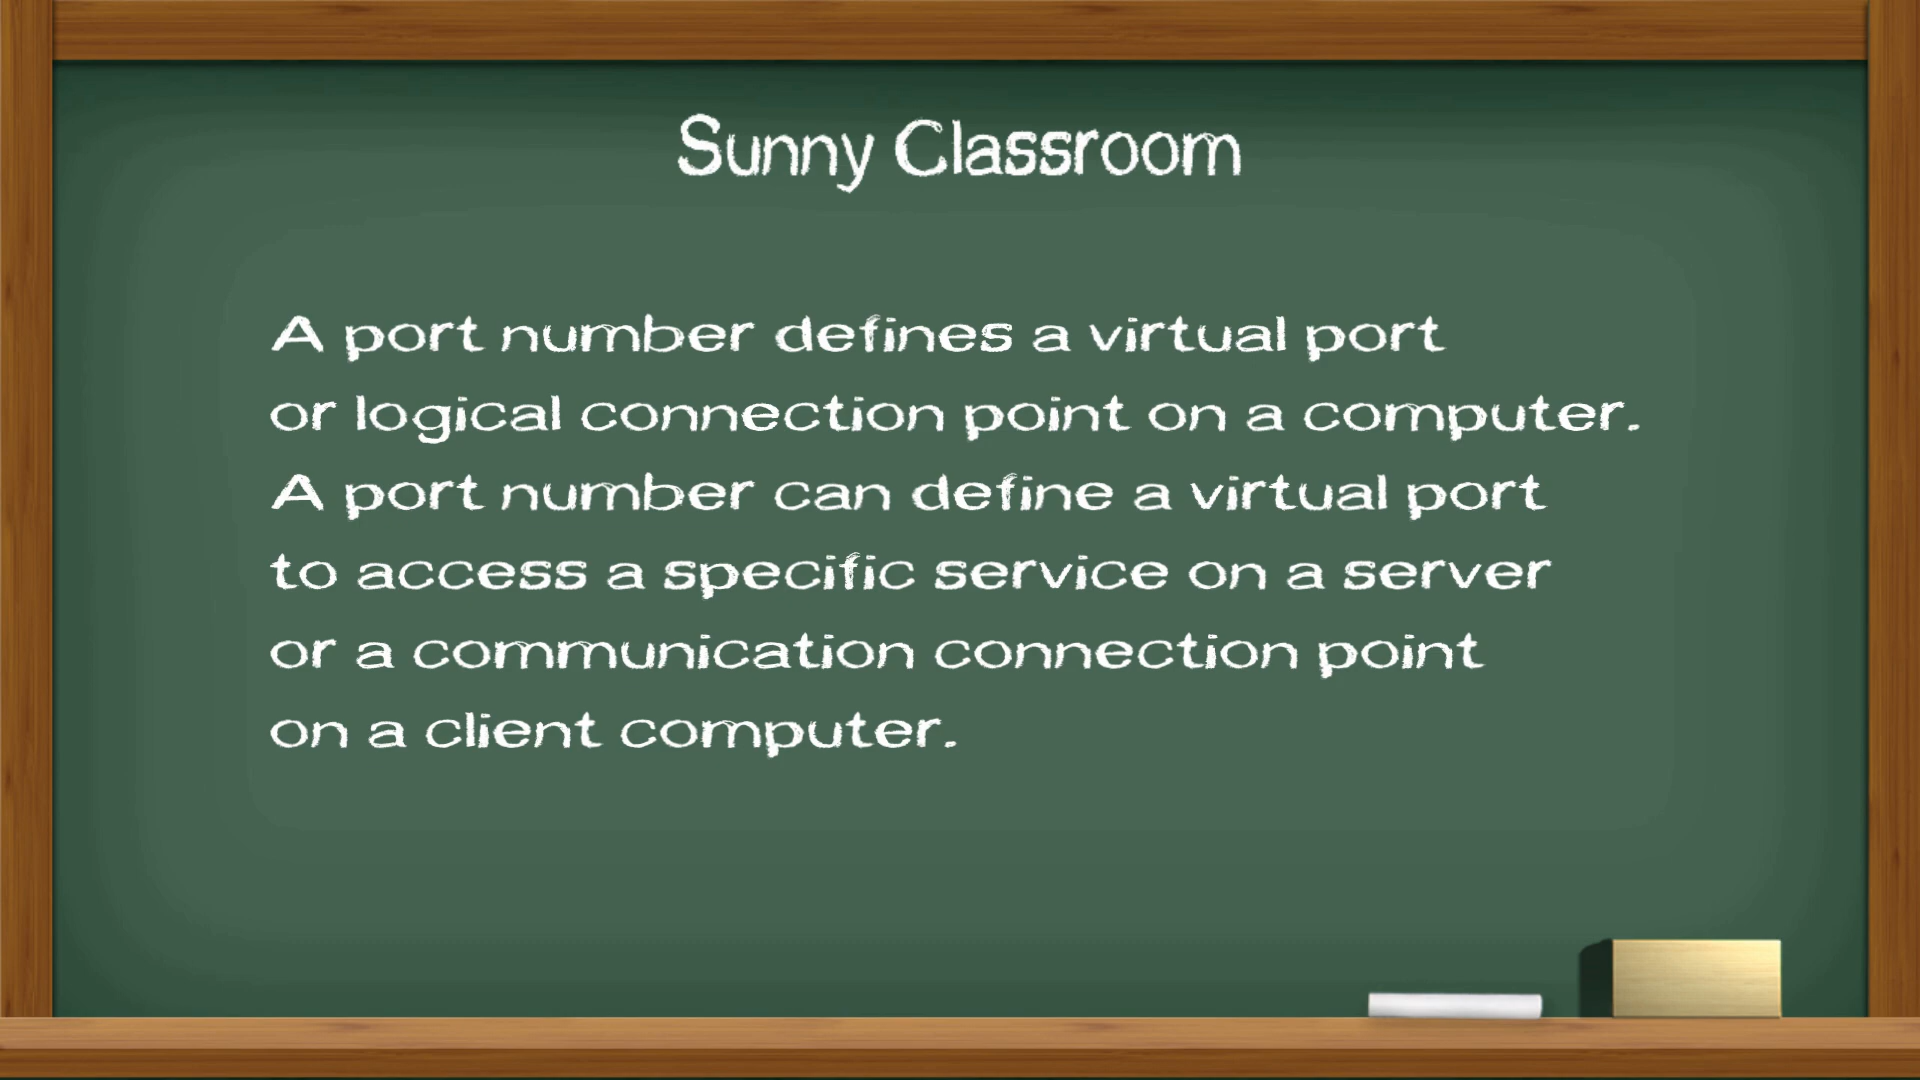 Sunny Classroom
A port number defines a virtual port
or logical connection point on a computer.
A port number can define a virtual port
to access a specific service on a server
or a communication connection point
on a client computer.